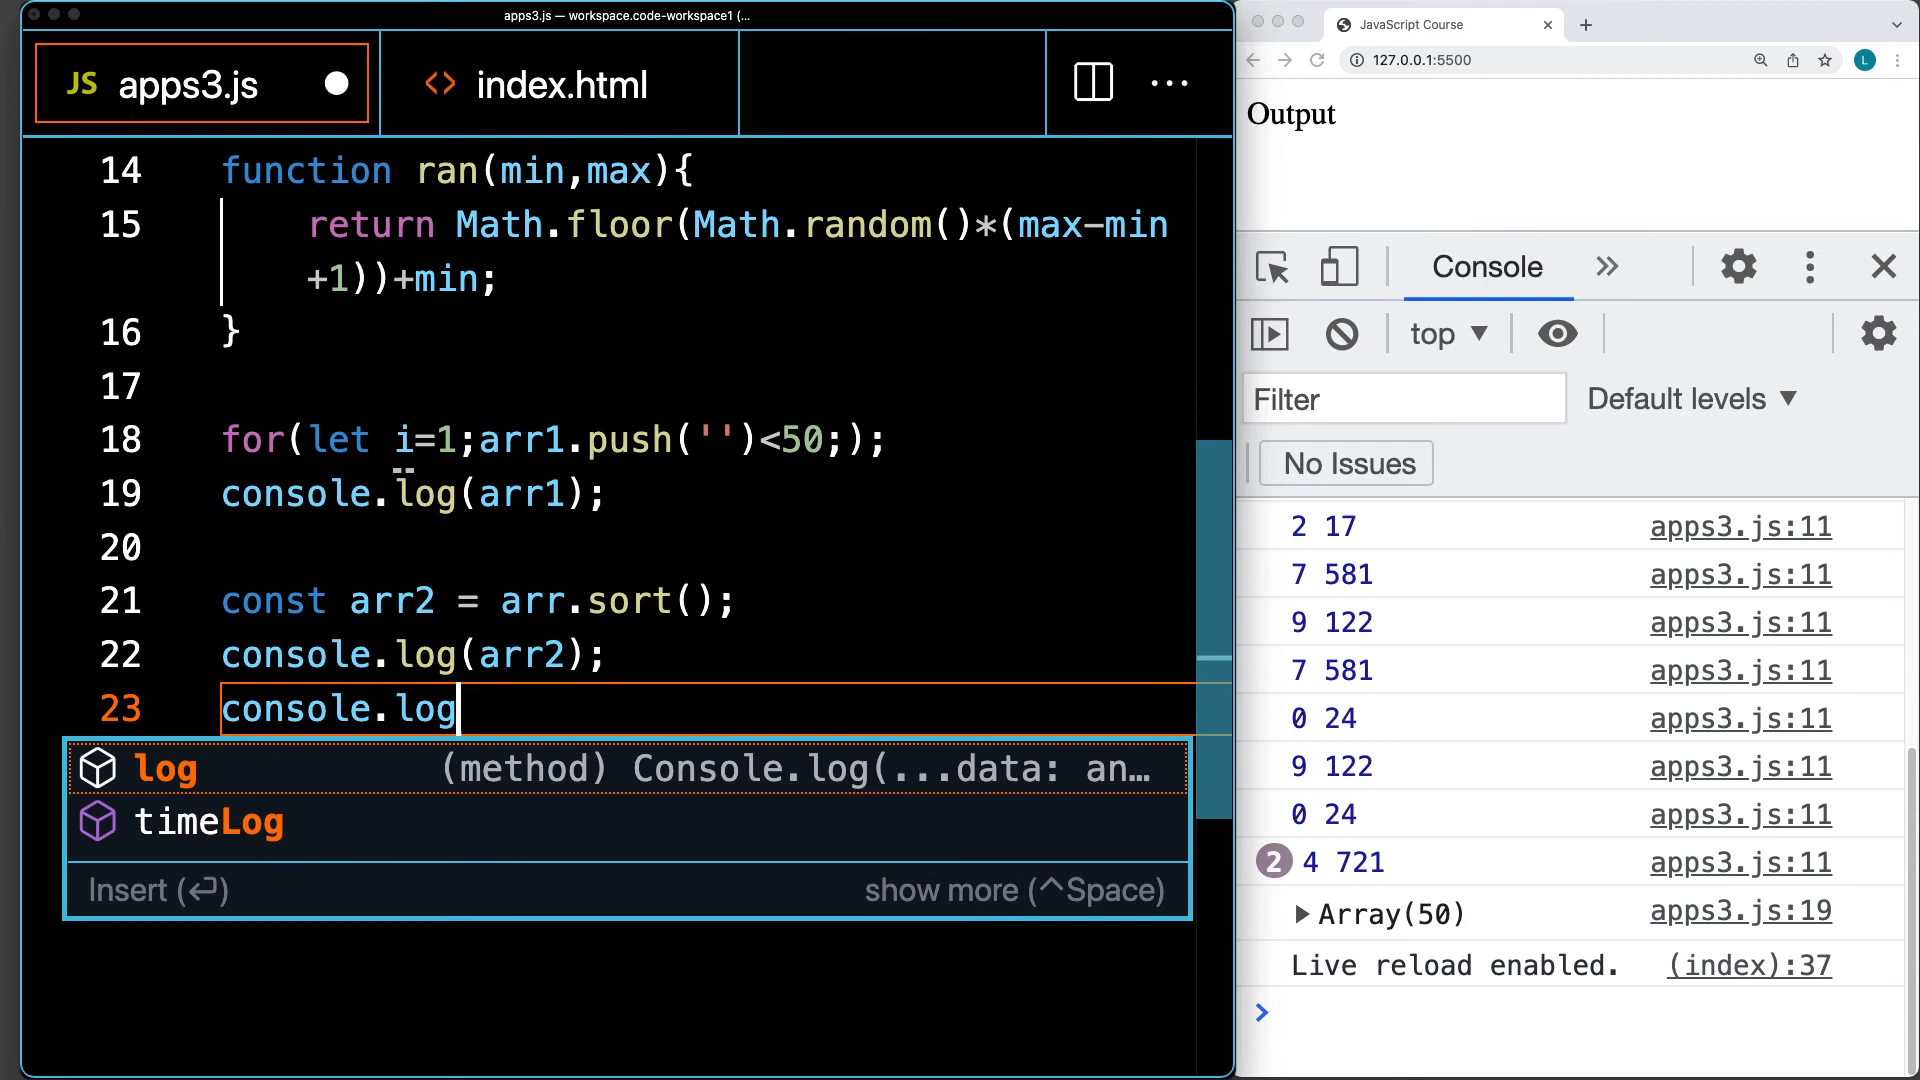 apps3.js — workspace.code-workspace1 (...
JS apps3.js
<> index.html
14 function ran(min,max){
15 return Math.floor(Math.random()*(max-min
+1))+min;
16 }
17
18 for(let i=1;arr1.push('')<50;);
19 console.log(arr1);
20
21 const arr2 = arr.sort();
22 console.log(arr2);
23 console.log
log (method) Console.log(...data: an…
timeLog
Insert (⏎) show more (^Space)
JavaScript Course
127.0.0.1:5500
L
Output
Console
top
Filter Default levels
No Issues
2 17 apps3.js:11
7 581 apps3.js:11
9 122 apps3.js:11
7 581 apps3.js:11
0 24 apps3.js:11
9 122 apps3.js:11
0 24 apps3.js:11
2 4 721 apps3.js:11
Array(50) apps3.js:19
Live reload enabled. (index):37